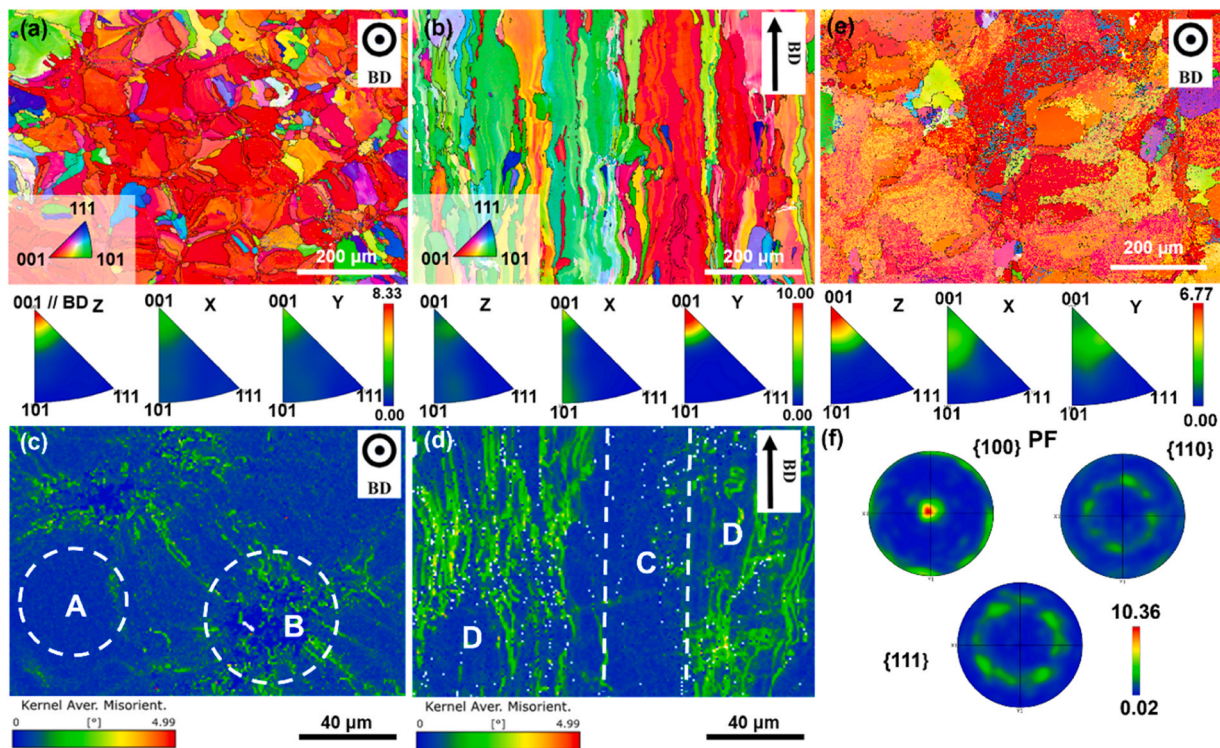 (a)
BD
111
001
101
200 µm
(b)
BD
111
001
101
200 µm
(e)
BD
200 µm
001 // BD Z
001 X
001 Y
8.33
0.00
101
111
101
111
101
111
001 Z
001 X
001 Y
10.00
0.00
101
111
101
111
101
111
001 Z
001 X
001 Y
6.77
0.00
101
111
101
111
101
111
(c)
BD
A
B
Kernel Aver. Misorient.
0 [°] 4.99
40 µm
(d)
BD
C
D
D
Kernel Aver. Misorient.
0 [°] 4.99
40 µm
(f)
PF
{100}
{110}
{111}
10.36
0.02